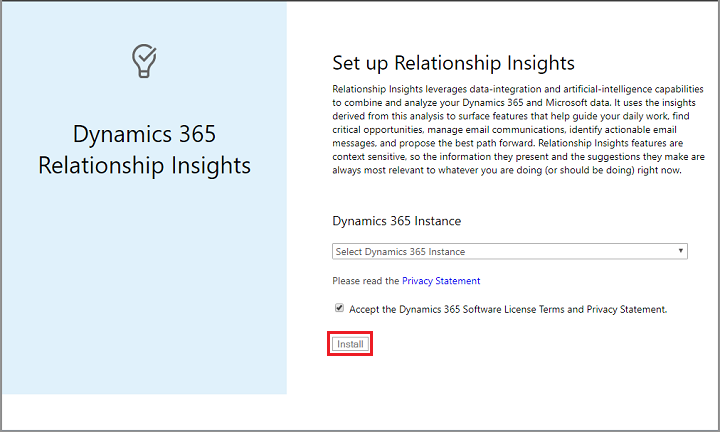 Dynamics 365
Relationship Insights
Set up Relationship Insights
Relationship Insights leverages data-integration and artificial-intelligence capabilities
to combine and analyze your Dynamics 365 and Microsoft data. It uses the insights
derived from this analysis to surface features that help guide your daily work, find
critical opportunities, manage email communications, identify actionable email
messages, and propose the best path forward. Relationship Insights features are
context sensitive, so the information they present and the suggestions they make are
always most relevant to whatever you are doing (or should be doing) right now.
Dynamics 365 Instance
Select Dynamics 365 Instance
Please read the Privacy Statement
Accept the Dynamics 365 Software License Terms and Privacy Statement.
Install